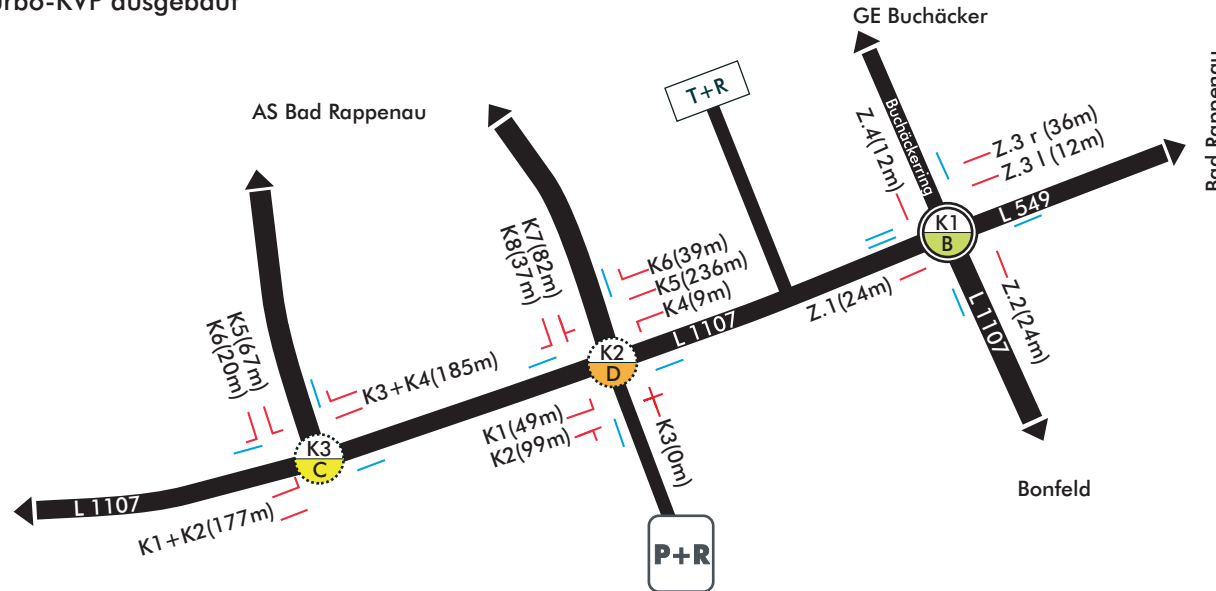 urbo-KVP ausgebaut
GE Buchäcker
AS Bad Rappenau
T+R
Buchäckerring
Z.4(12m)
Z.3 r (36m)
Z.3 l (12m)
Bad Rappenau
L 549
K1
B
K7(82m)
K8(37m)
K6(39m)
K5(236m)
K4(9m)
L 1107
Z.1(24m)
Z.2(24m)
L 1107
K5(67m)
K6(20m)
K3+K4(185m)
K2
D
K1(49m)
K2(99m)
K3(0m)
K3
C
L 1107
K1+K2(177m)
Bonfeld
P+R